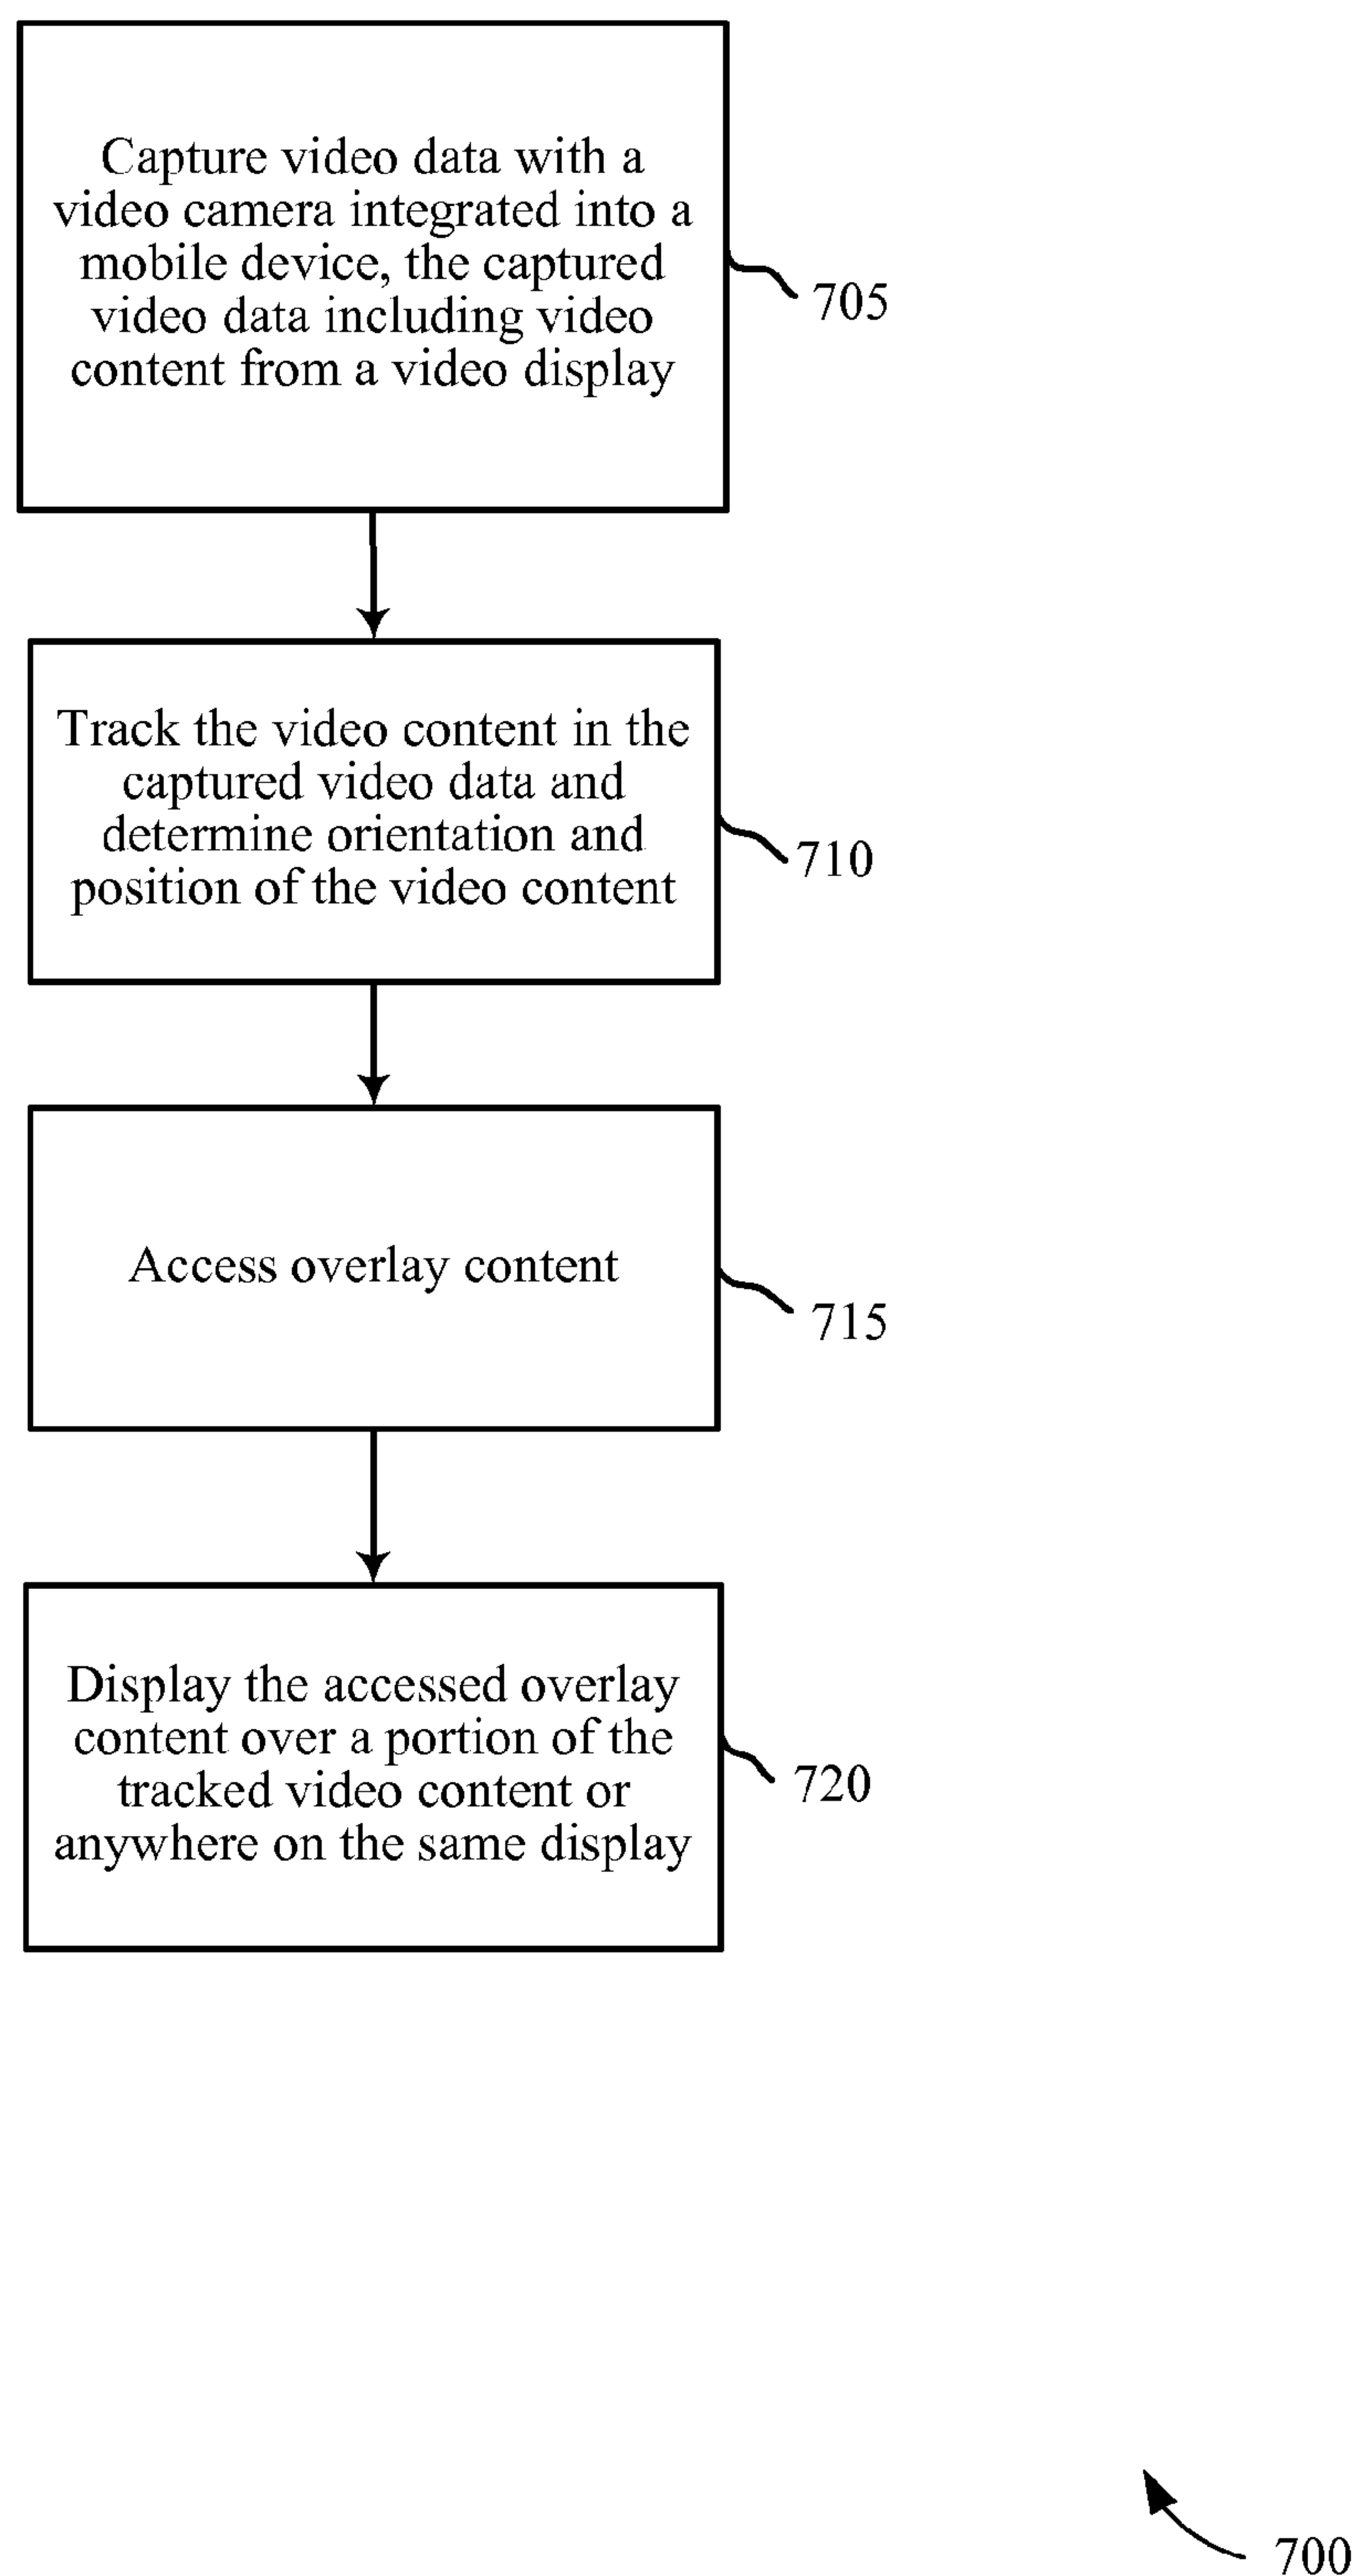 Capture video data with a
video camera integrated into a
mobile device, the captured
video data including video
content from a video display
705
Track the video content in the
captured video data and
determine orientation and
position of the video content
710
Access overlay content
715
Display the accessed overlay
content over a portion of the
tracked video content or
anywhere on the same display
720
700